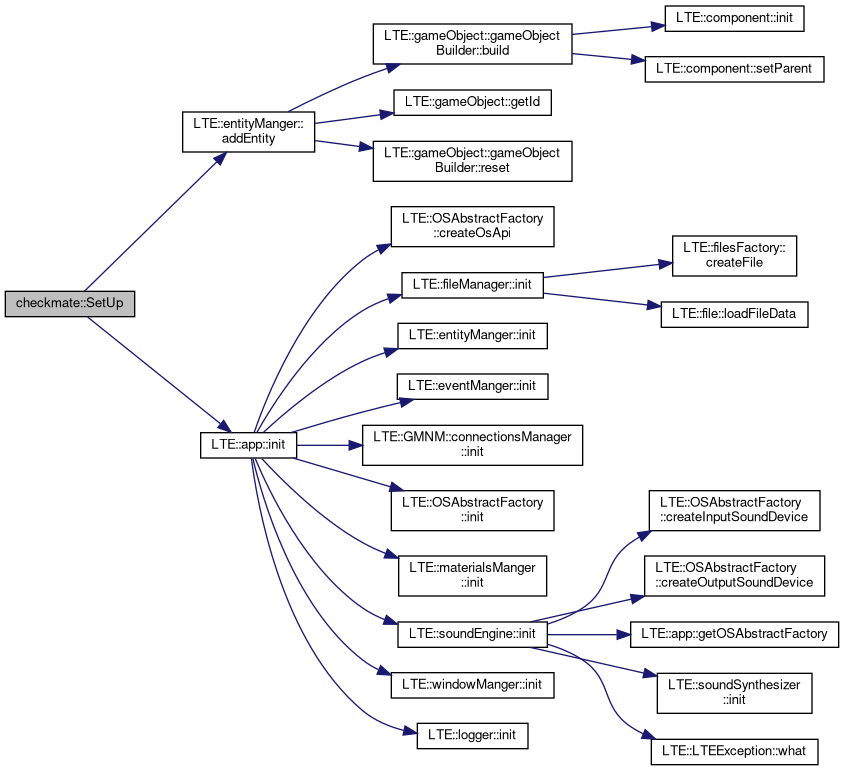 checkmate::SetUp
LTE::entityManger::
addEntity
LTE::gameObject::gameObject
Builder::build
LTE::component::init
LTE::component::setParent
LTE::gameObject::getId
LTE::gameObject::gameObject
Builder::reset
LTE::app::init
LTE::OSAbstractFactory
::createOsApi
LTE::fileManager::init
LTE::filesFactory::
createFile
LTE::file::loadFileData
LTE::entityManger::init
LTE::eventManger::init
LTE::GMNM::connectionsManager
::init
LTE::OSAbstractFactory
::init
LTE::materialsManger
::init
LTE::soundEngine::init
LTE::OSAbstractFactory
::createInputSoundDevice
LTE::OSAbstractFactory
::createOutputSoundDevice
LTE::app::getOSAbstractFactory
LTE::soundSynthesizer
::init
LTE::LTEException::what
LTE::windowManger::init
LTE::logger::init